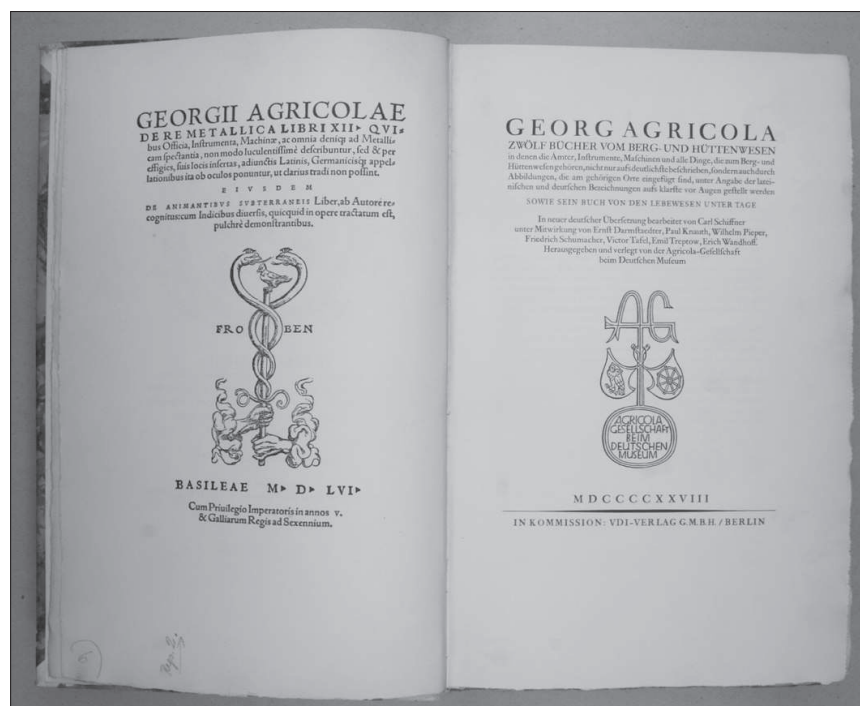 GEORGII AGRICOLAE
DE RE METALLICA LIBRI XII▸ QVI⸗
bus Officia, Inſtrumenta, Machinæ, ac omnia deniq; ad Metalli⸗
cam ſpectantia, non modo luculentiſſimè deſcribuntur, ſed & per
effigies, ſuis locis inſertas, adiunctis Latinis, Germanicisq; appel⸗
lationibus ita ob oculos ponuntur, ut clarius tradi non poſſint.
EIVSDEM
DE ANIMANTIBVS SVBTERRANEIS Liber, ab Autore re⸗
cognitus: cum Indicibus diuerſis, quicquid in opere tractatum eſt,
pulchrè demonſtrantibus.
FRO BEN
BASILEAE M▸ D▸ LVI▸
Cum Priuilegio Imperatoris in annos v.
& Galliarum Regis ad Sexennium.
GEORG AGRICOLA
ZWÖLF BÜCHER VOM BERG- UND HÜTTENWESEN
in denen die Ämter, Inſtrumente, Maſchinen und alle Dinge, die zum Berg- und
Hüttenweſen gehören, nicht nur aufs deutlichſte beſchrieben, ſondern auch durch
Abbildungen, die am gehörigen Orte eingefügt ſind, unter Angabe der latei-
niſchen und deutſchen Bezeichnungen aufs klarſte vor Augen geſtellt werden
SOWIE SEIN BUCH VON DEN LEBEWESEN UNTER TAGE
In neuer deutſcher Überſetzung bearbeitet von Carl Schiffner
unter Mitwirkung von Ernſt Darmſtaedter, Paul Knauth, Wilhelm Pieper,
Friedrich Schumacher, Victor Tafel, Emil Treptow, Erich Wandhoff.
Herausgegeben und verlegt von der Agricola-Geſellſchaft
beim Deutſchen Muſeum
AG
AGRICOLA
GESELLSCHAFT
BEIM
DEUTSCHEN
MUSEUM
MDCCCCXXVIII
IN KOMMISSION: VDI-VERLAG G.M.B.H. / BERLIN